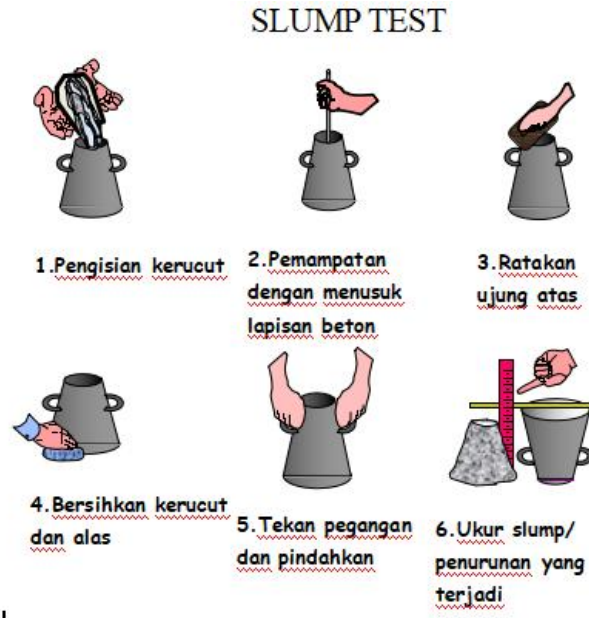 SLUMP TEST
1.Pengisian kerucut
2.Pemampatan
dengan menusuk
lapisan beton
3.Ratakan
ujung atas
4.Bersihkan kerucut
dan alas
5.Tekan pegangan
dan pindahkan
6.Ukur slump/
penurunan yang
terjadi